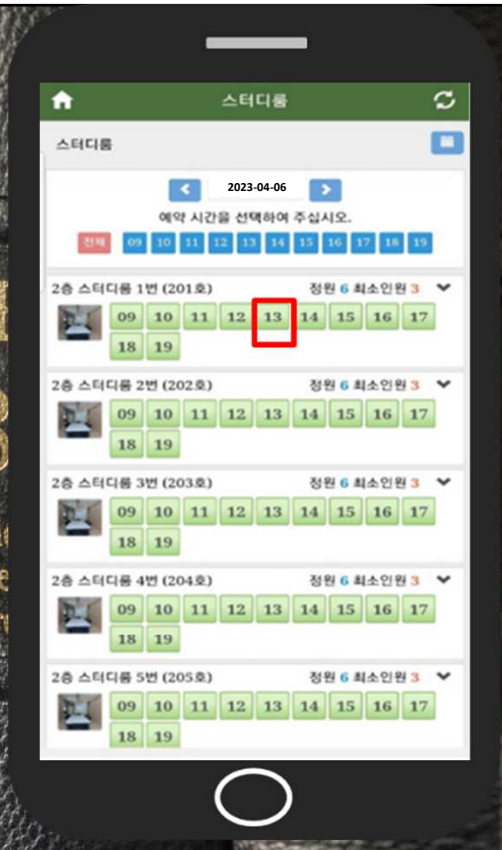 스터디룸
스터디룸
2023-04-06
예약 시간을 선택하여 주십시오.
전체 09 10 11 12 13 14 15 16 17 18 19
2층 스터디룸 1번 (201호) 정원 6 최소인원 3
09 10 11 12 13 14 15 16 17
18 19
2층 스터디룸 2번 (202호) 정원 6 최소인원 3
09 10 11 12 13 14 15 16 17
18 19
2층 스터디룸 3번 (203호) 정원 6 최소인원 3
09 10 11 12 13 14 15 16 17
18 19
2층 스터디룸 4번 (204호) 정원 6 최소인원 3
09 10 11 12 13 14 15 16 17
18 19
2층 스터디룸 5번 (205호) 정원 6 최소인원 3
09 10 11 12 13 14 15 16 17
18 19